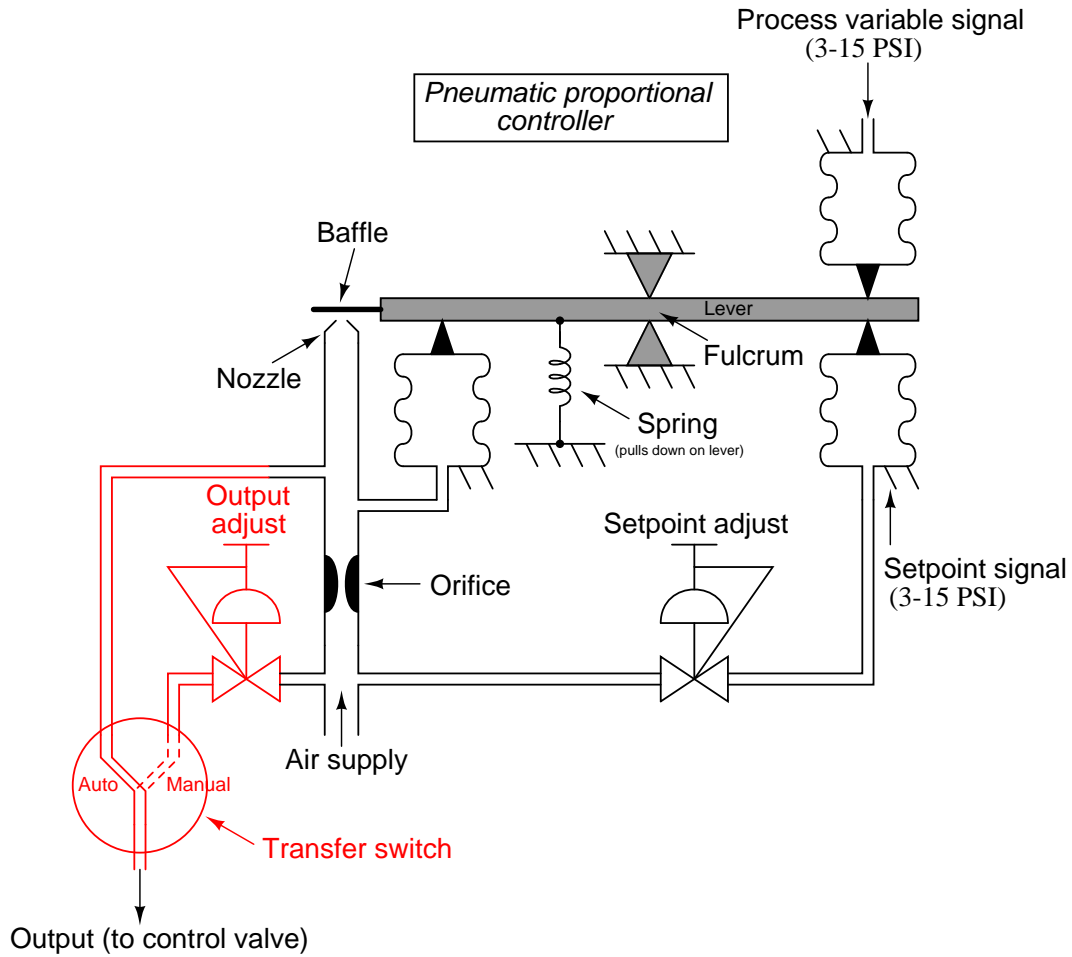 Process variable signal
(3-15 PSI)
Pneumatic proportional
controller
Baffle
Lever
Nozzle
Fulcrum
Spring
(pulls down on lever)
Output
adjust
Setpoint adjust
Orifice
Setpoint signal
(3-15 PSI)
Air supply
Auto
Manual
Transfer switch
Output (to control valve)